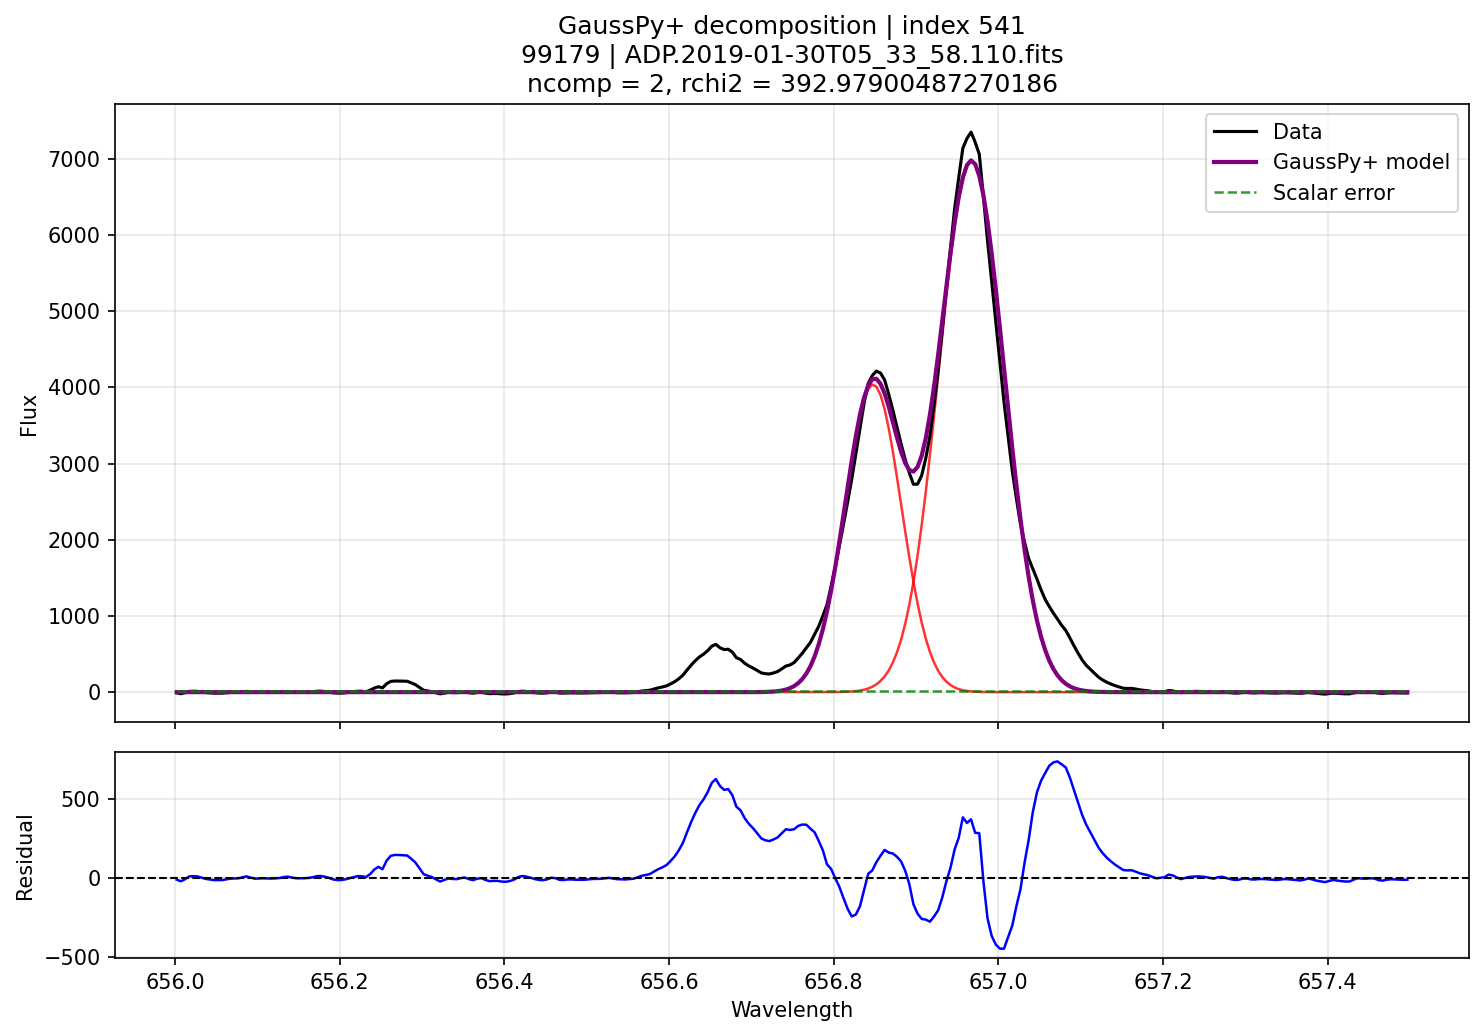 GaussPy+ decomposition | index 541
99179 | ADP.2019-01-30T05_33_58.110.fits
ncomp = 2, rchi2 = 392.97900487270186
Data
GaussPy+ model
Scalar error
Flux
7000
6000
5000
4000
3000
2000
1000
0
Residual
500
0
−500
656.0
656.2
656.4
656.6
656.8
657.0
657.2
657.4
Wavelength